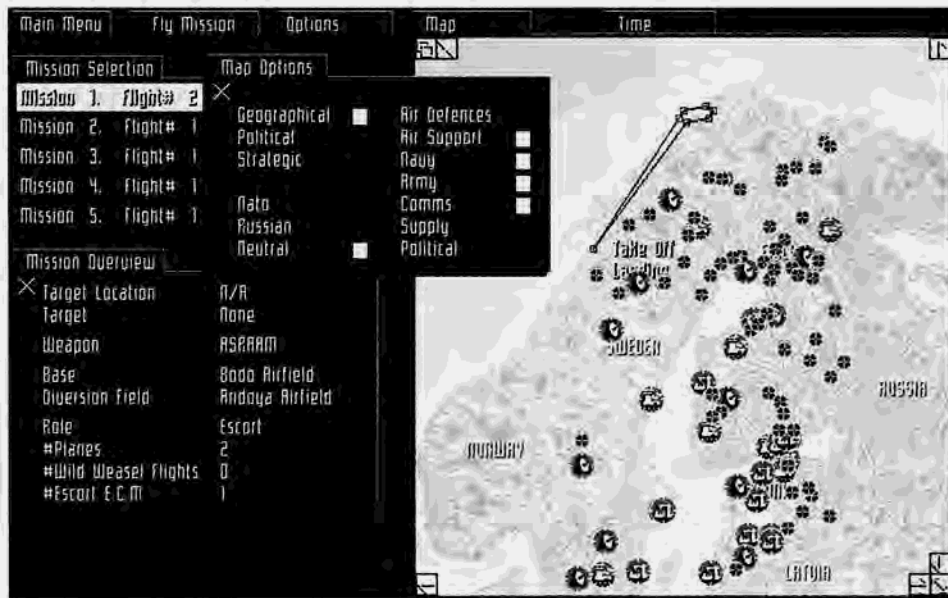 Main Menu
Fly Mission
Options
Map
Time
Mission Selection
Mission 1. Flight# 2
Mission 2. Flight# 1
Mission 3. Flight# 1
Mission 4. Flight# 1
Mission 5. Flight# 1
Map Options
Geographical
Political
Strategic
Nato
Russian
Neutral
Air Defences
Air Support
Navy
Army
Comms
Supply
Political
Mission Overview
Target Location N/A
Target None
Weapon ASRAAM
Base Bodo Airfield
Diversion Field Andoya Airfield
Role Escort
#Planes 2
#Wild Weasel Flights 0
#Escort E.C.M 1
Take Off
Landing
SWEDEN
RUSSIA
NORWAY
LATVIA